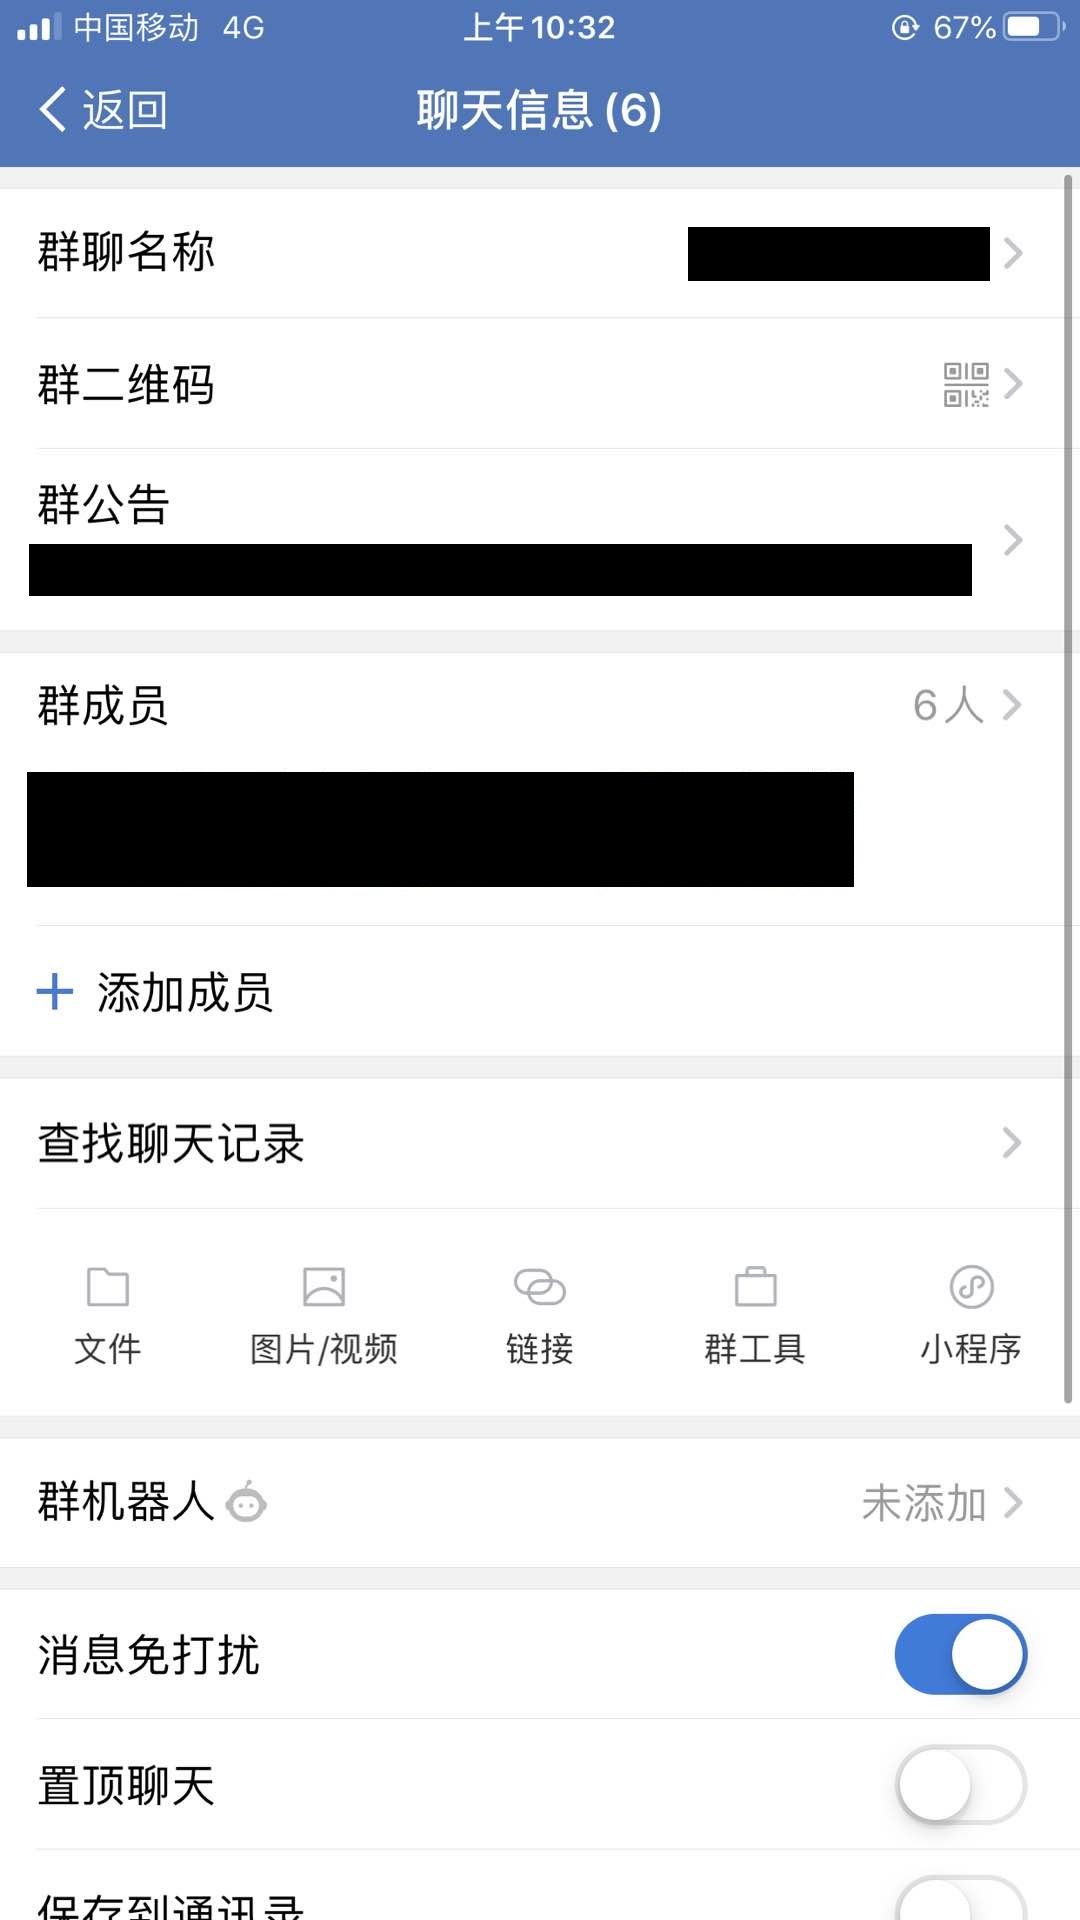 中国移动 4G 上午10:32 67%
返回 聊天信息(6)
群聊名称
群二维码
群公告
群成员 6人
添加成员
查找聊天记录
文件 图片/视频 链接 群工具 小程序
群机器人 未添加
消息免打扰
置顶聊天
保存到通讯录